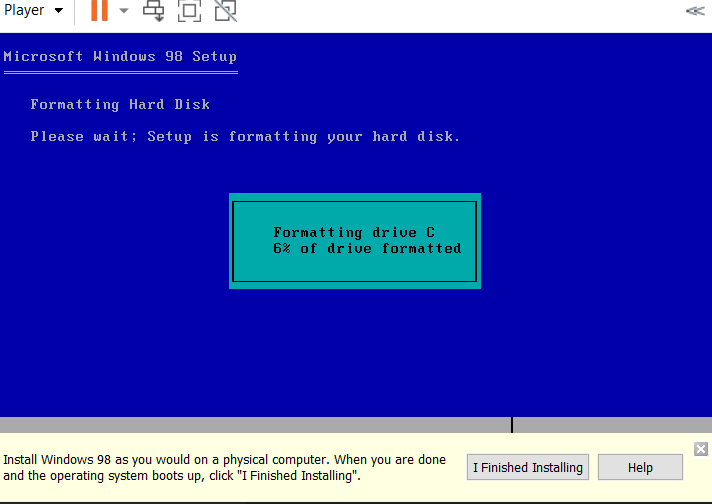 Player
Microsoft Windows 98 Setup
Formatting Hard Disk
Please wait; Setup is formatting your hard disk.
Formatting drive C
6% of drive formatted
Install Windows 98 as you would on a physical computer. When you are done
and the operating system boots up, click "I Finished Installing".
I Finished Installing
Help